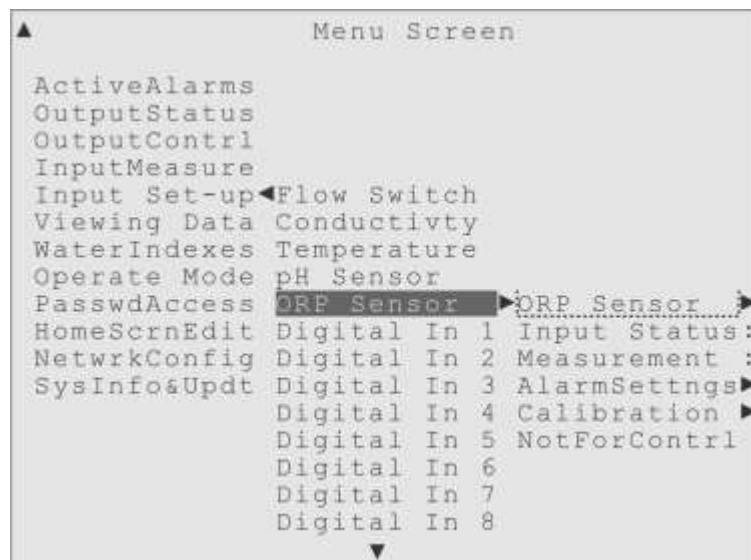 Menu Screen
ActiveAlarms
OutputStatus
OutputContrl
InputMeasure
Input Set-up Flow Switch
Viewing Data Conductivty
WaterIndexes Temperature
Operate Mode pH Sensor
PasswdAccess ORP Sensor ORP Sensor
HomeScrnEdit Digital In 1 Input Status:
NetwrkConfig Digital In 2 Measurement :
SysInfo&Updt Digital In 3 AlarmSettngs
Digital In 4 Calibration
Digital In 5 NotForContrl
Digital In 6
Digital In 7
Digital In 8